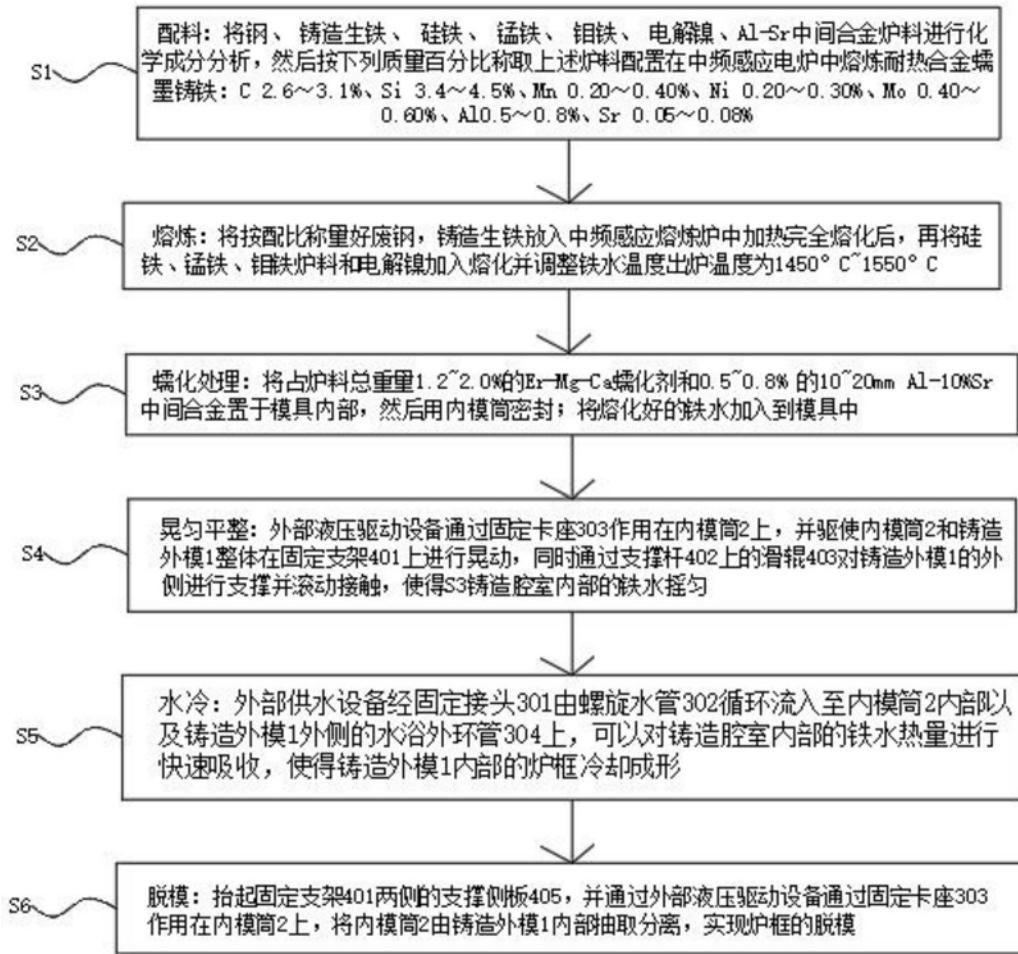 S1
配料：将钢、铸造生铁、硅铁、锰铁、钼铁、电解镍、Al-Sr中间合金炉料进行化
学成分分析，然后按下列质量百分比称取上述炉料配置在中频感应电炉中熔炼耐热合金蠕
墨铸铁：C 2.6～3.1%、Si 3.4～4.5%、Mn 0.20～0.40%、Ni 0.20～0.30%、Mo 0.40～
0.60%、Al0.5～0.8%、Sr 0.05～0.08%
S2
熔炼：将按配比称量好废钢，铸造生铁放入中频感应熔炼炉中加热完全熔化后，再将硅
铁、锰铁、钼铁炉料和电解镍加入熔化并调整铁水温度出炉温度为1450°C~1550°C
S3
蠕化处理：将占炉料总重量1.2~2.0%的Er-Mg-Ca蠕化剂和0.5~0.8% 的10~20mm Al-10%Sr
中间合金置于模具内部，然后用内模筒密封；将熔化好的铁水加入到模具中
S4
晃匀平整：外部液压驱动设备通过固定卡座303作用在内模筒2上，并驱使内模筒2和铸造
外模1整体在固定支架401上进行晃动，同时通过支撑杆402上的滑辊403对铸造外模1的外
侧进行支撑并滚动接触，使得S3铸造腔室内部的铁水摇匀
S5
水冷：外部供水设备经固定接头301由螺旋水管302循环流入至内模筒2内部以
及铸造外模1外侧的水浴外环管304上，可以对铸造腔室内部的铁水热量进行
快速吸收，使得铸造外模1内部的炉框冷却成形
S6
脱模：抬起固定支架401两侧的支撑侧板405，并通过外部液压驱动设备通过固定卡座303
作用在内模筒2上，将内模筒2由铸造外模1内部抽取分离，实现炉框的脱模